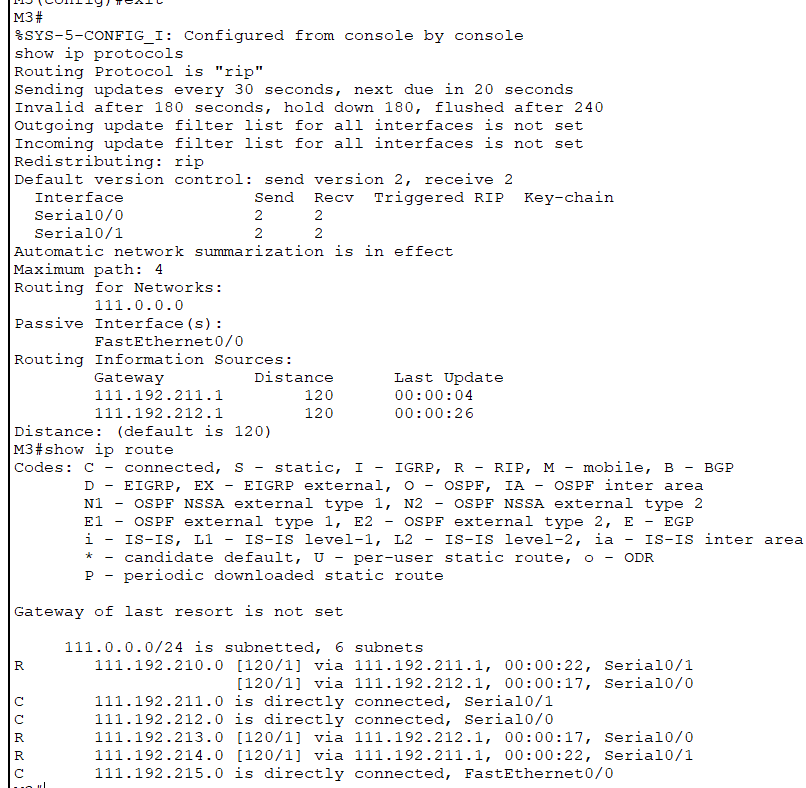 M3(config)#exit
M3#
%SYS-5-CONFIG_I: Configured from console by console
show ip protocols
Routing Protocol is "rip"
Sending updates every 30 seconds, next due in 20 seconds
Invalid after 180 seconds, hold down 180, flushed after 240
Outgoing update filter list for all interfaces is not set
Incoming update filter list for all interfaces is not set
Redistributing: rip
Default version control: send version 2, receive 2
  Interface             Send  Recv  Triggered RIP  Key-chain
  Serial0/0             2     2
  Serial0/1             2     2
Automatic network summarization is in effect
Maximum path: 4
Routing for Networks:
        111.0.0.0
Passive Interface(s):
        FastEthernet0/0
Routing Information Sources:
        Gateway         Distance      Last Update
        111.192.211.1        120      00:00:04
        111.192.212.1        120      00:00:26
Distance: (default is 120)
M3#show ip route
Codes: C - connected, S - static, I - IGRP, R - RIP, M - mobile, B - BGP
       D - EIGRP, EX - EIGRP external, O - OSPF, IA - OSPF inter area
       N1 - OSPF NSSA external type 1, N2 - OSPF NSSA external type 2
       E1 - OSPF external type 1, E2 - OSPF external type 2, E - EGP
       i - IS-IS, L1 - IS-IS level-1, L2 - IS-IS level-2, ia - IS-IS inter area
       * - candidate default, U - per-user static route, o - ODR
       P - periodic downloaded static route
Gateway of last resort is not set
     111.0.0.0/24 is subnetted, 6 subnets
R       111.192.210.0 [120/1] via 111.192.211.1, 00:00:22, Serial0/1
                      [120/1] via 111.192.212.1, 00:00:17, Serial0/0
C       111.192.211.0 is directly connected, Serial0/1
C       111.192.212.0 is directly connected, Serial0/0
R       111.192.213.0 [120/1] via 111.192.212.1, 00:00:17, Serial0/0
R       111.192.214.0 [120/1] via 111.192.211.1, 00:00:22, Serial0/1
C       111.192.215.0 is directly connected, FastEthernet0/0
M3#